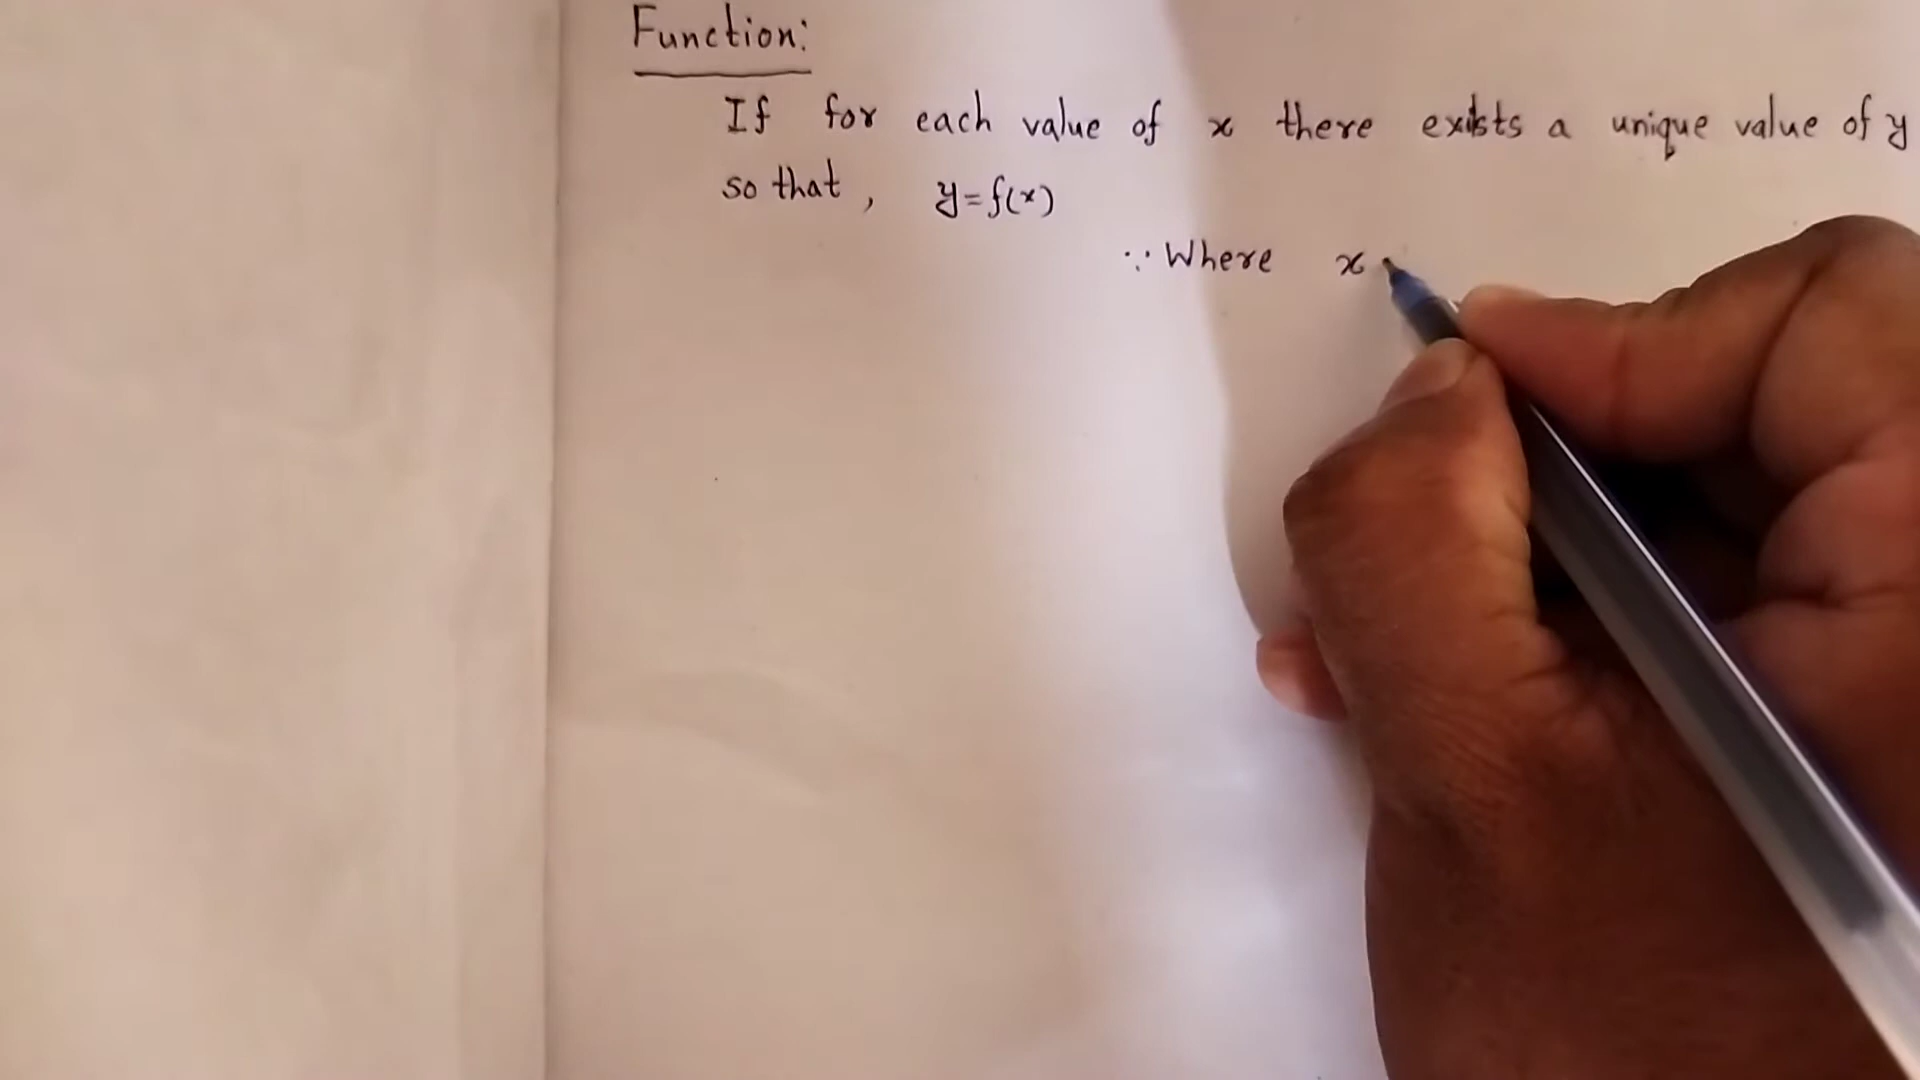 Function:
If for each value of x there exists a unique value of y
so that , y=f(x)
∵ Where x